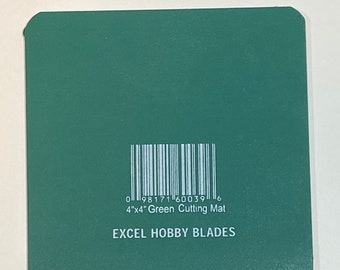 0 98171 60039 6
4"x4" Green Cutting Mat
EXCEL HOBBY BLADES